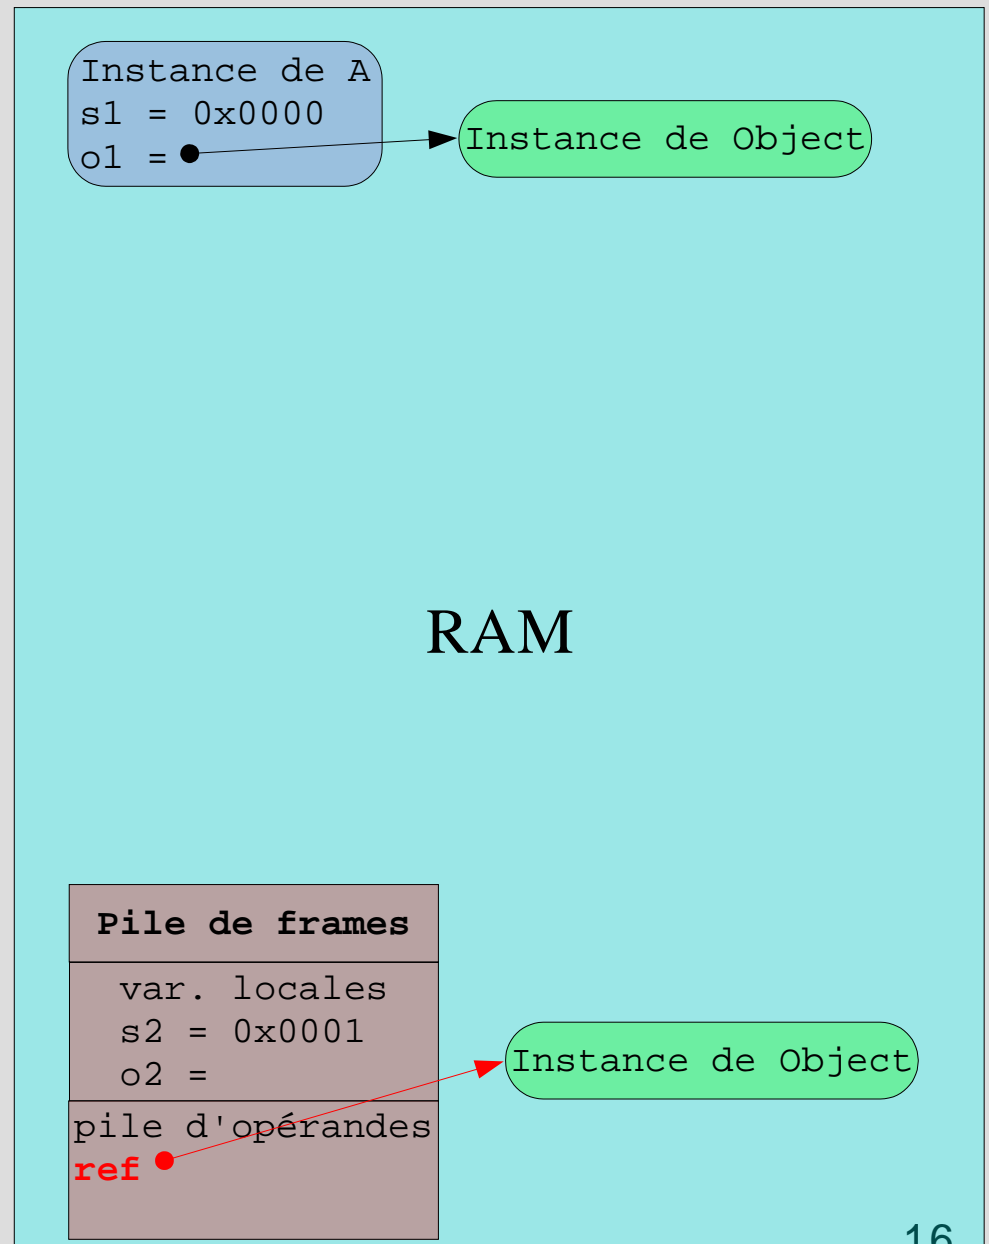 Instance de A
s1 = 0x0000
o1 =
Instance de Object
RAM
Pile de frames
var. locales
s2 = 0x0001
o2 =
Instance de Object
pile d'opérandes
ref
16